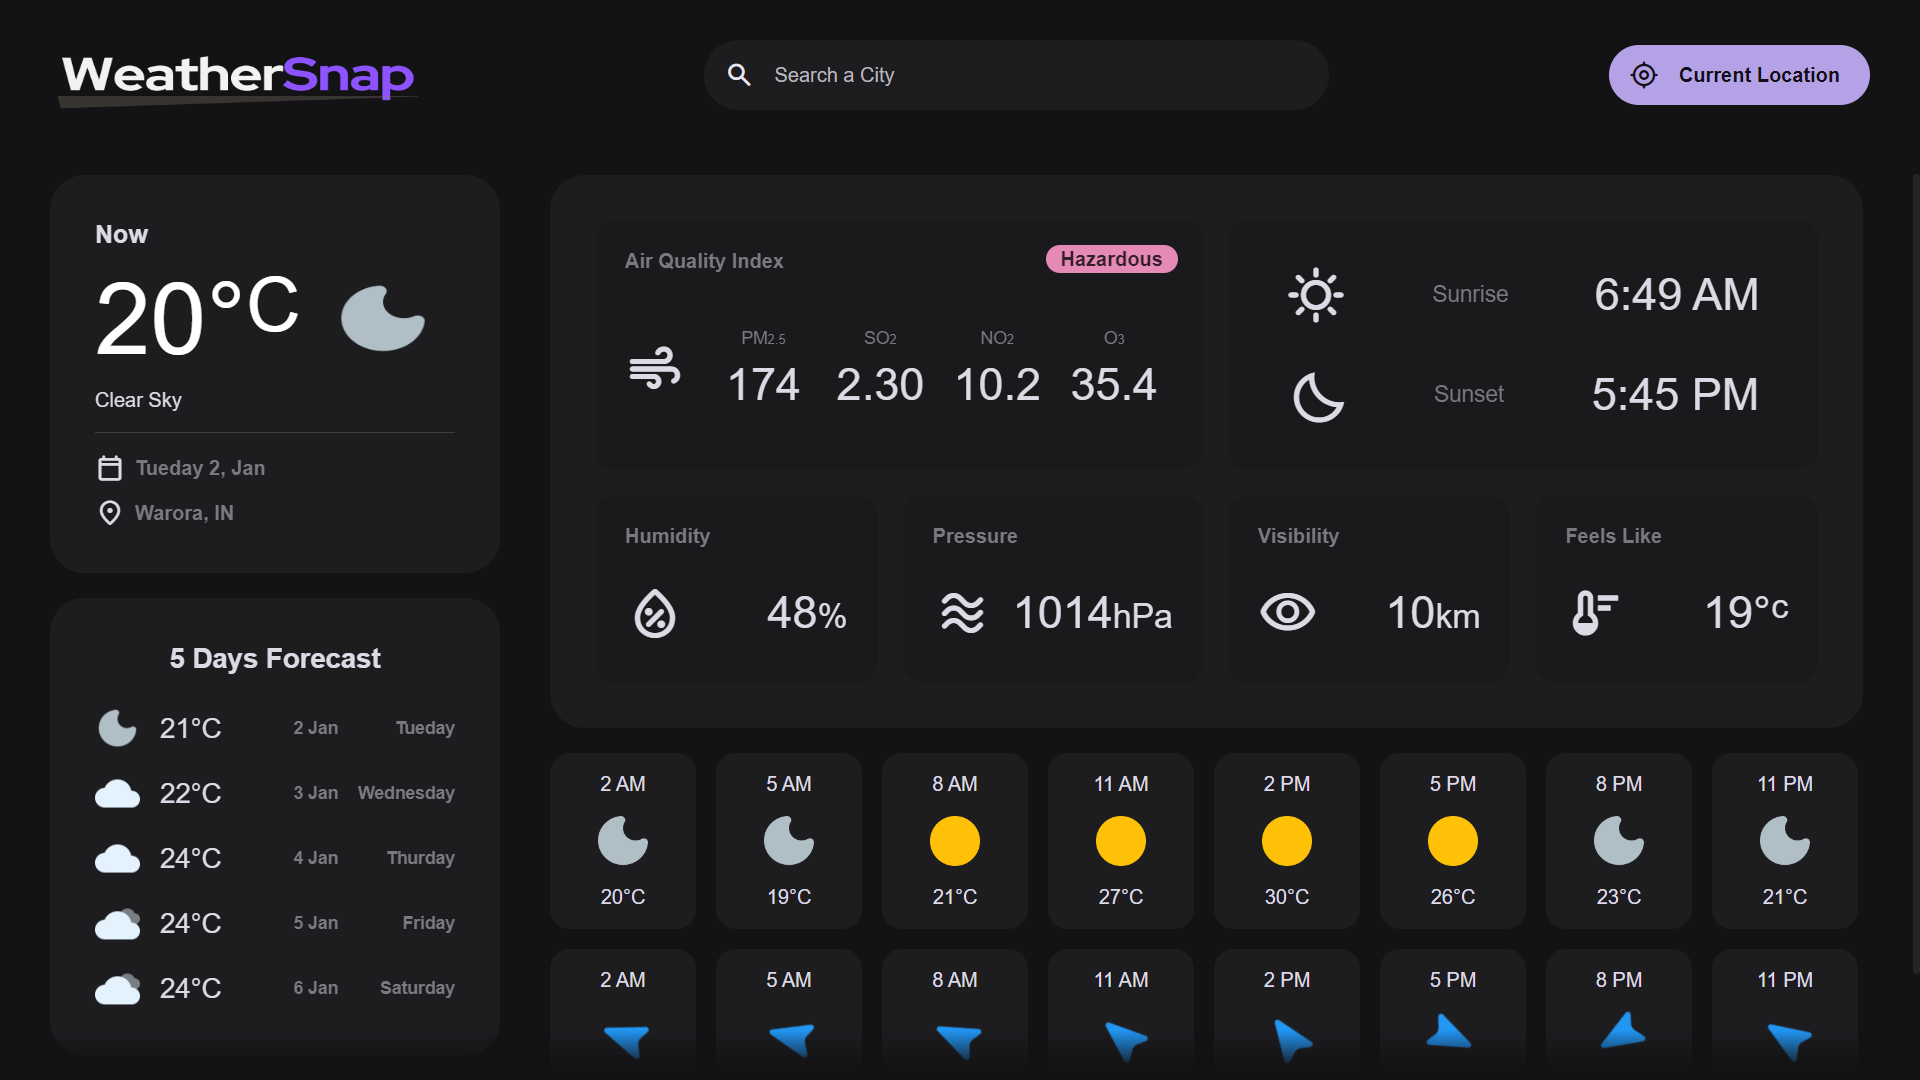 WeatherSnap
Search a City
Current Location
Now
20°C
Clear Sky
Tueday 2, Jan
Warora, IN
5 Days Forecast
21°C 2 Jan Tueday
22°C 3 Jan Wednesday
24°C 4 Jan Thurday
24°C 5 Jan Friday
24°C 6 Jan Saturday
Air Quality Index Hazardous
PM2.5 SO2 NO2 O3
174 2.30 10.2 35.4
Sunrise 6:49 AM
Sunset 5:45 PM
Humidity
48%
Pressure
1014hPa
Visibility
10km
Feels Like
19°C
2 AM 5 AM 8 AM 11 AM 2 PM 5 PM 8 PM 11 PM
20°C 19°C 21°C 27°C 30°C 26°C 23°C 21°C
2 AM 5 AM 8 AM 11 AM 2 PM 5 PM 8 PM 11 PM